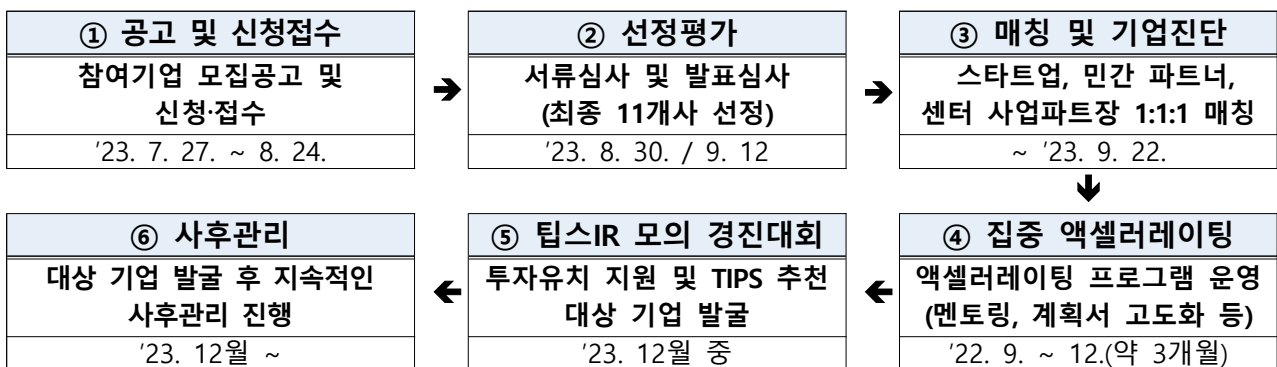 ① 공고 및 신청접수
참여기업 모집공고 및
신청·접수
'23. 7. 27. ~ 8. 24.
➔
② 선정평가
서류심사 및 발표심사
(최종 11개사 선정)
'23. 8. 30. / 9. 12
➔
③ 매칭 및 기업진단
스타트업, 민간 파트너,
센터 사업파트장 1:1:1 매칭
~ '23. 9. 22.
④ 집중 액셀러레이팅
액셀러레이팅 프로그램 운영
(멘토링, 계획서 고도화 등)
'22. 9. ~ 12.(약 3개월)
⑤ 팁스IR 모의 경진대회
투자유치 지원 및 TIPS 추천
대상 기업 발굴
'23. 12월 중
⑥ 사후관리
대상 기업 발굴 후 지속적인
사후관리 진행
'23. 12월 ~